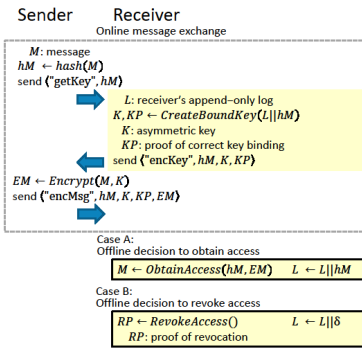 Sender Receiver
Online message exchange
M: message
hM ← hash(M)
send ("getKey", hM)
L: receiver's append–only log
K, KP ← CreateBoundKey(L||hM)
K: asymmetric key
KP: proof of correct key binding
send ("encKey", hM, K, KP)
EM ← Encrypt(M, K)
send ("encMsg", hM, K, KP, EM)
Case A:
Offline decision to obtain access
M ← ObtainAccess(hM, EM) L ← L||hM
Case B:
Offline decision to revoke access
RP ← RevokeAccess() L ← L||δ
RP: proof of revocation